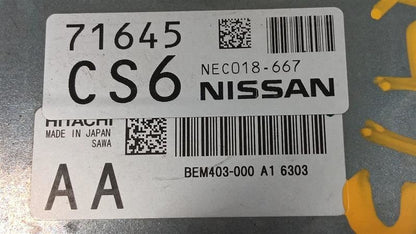 71645
CS6
NEC018-667
NISSAN
HITACHI
MADE IN JAPAN
SAWA
AA
BEM403-000 A1 6303